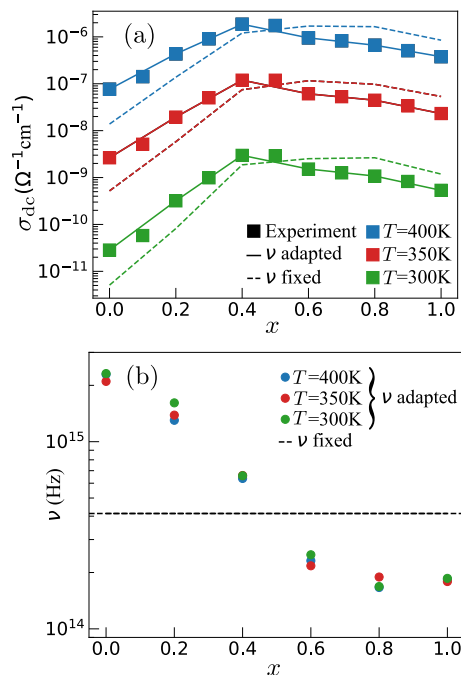 (a)
σdc(Ω⁻¹cm⁻¹)
10⁻⁶
10⁻⁷
10⁻⁸
10⁻⁹
10⁻¹⁰
10⁻¹¹
Experiment
ν adapted
ν fixed
T=400K
T=350K
T=300K
0.0 0.2 0.4 0.6 0.8 1.0
x
(b)
ν (Hz)
10¹⁵
10¹⁴
T=400K
T=350K
T=300K
ν adapted
ν fixed
0.0 0.2 0.4 0.6 0.8 1.0
x